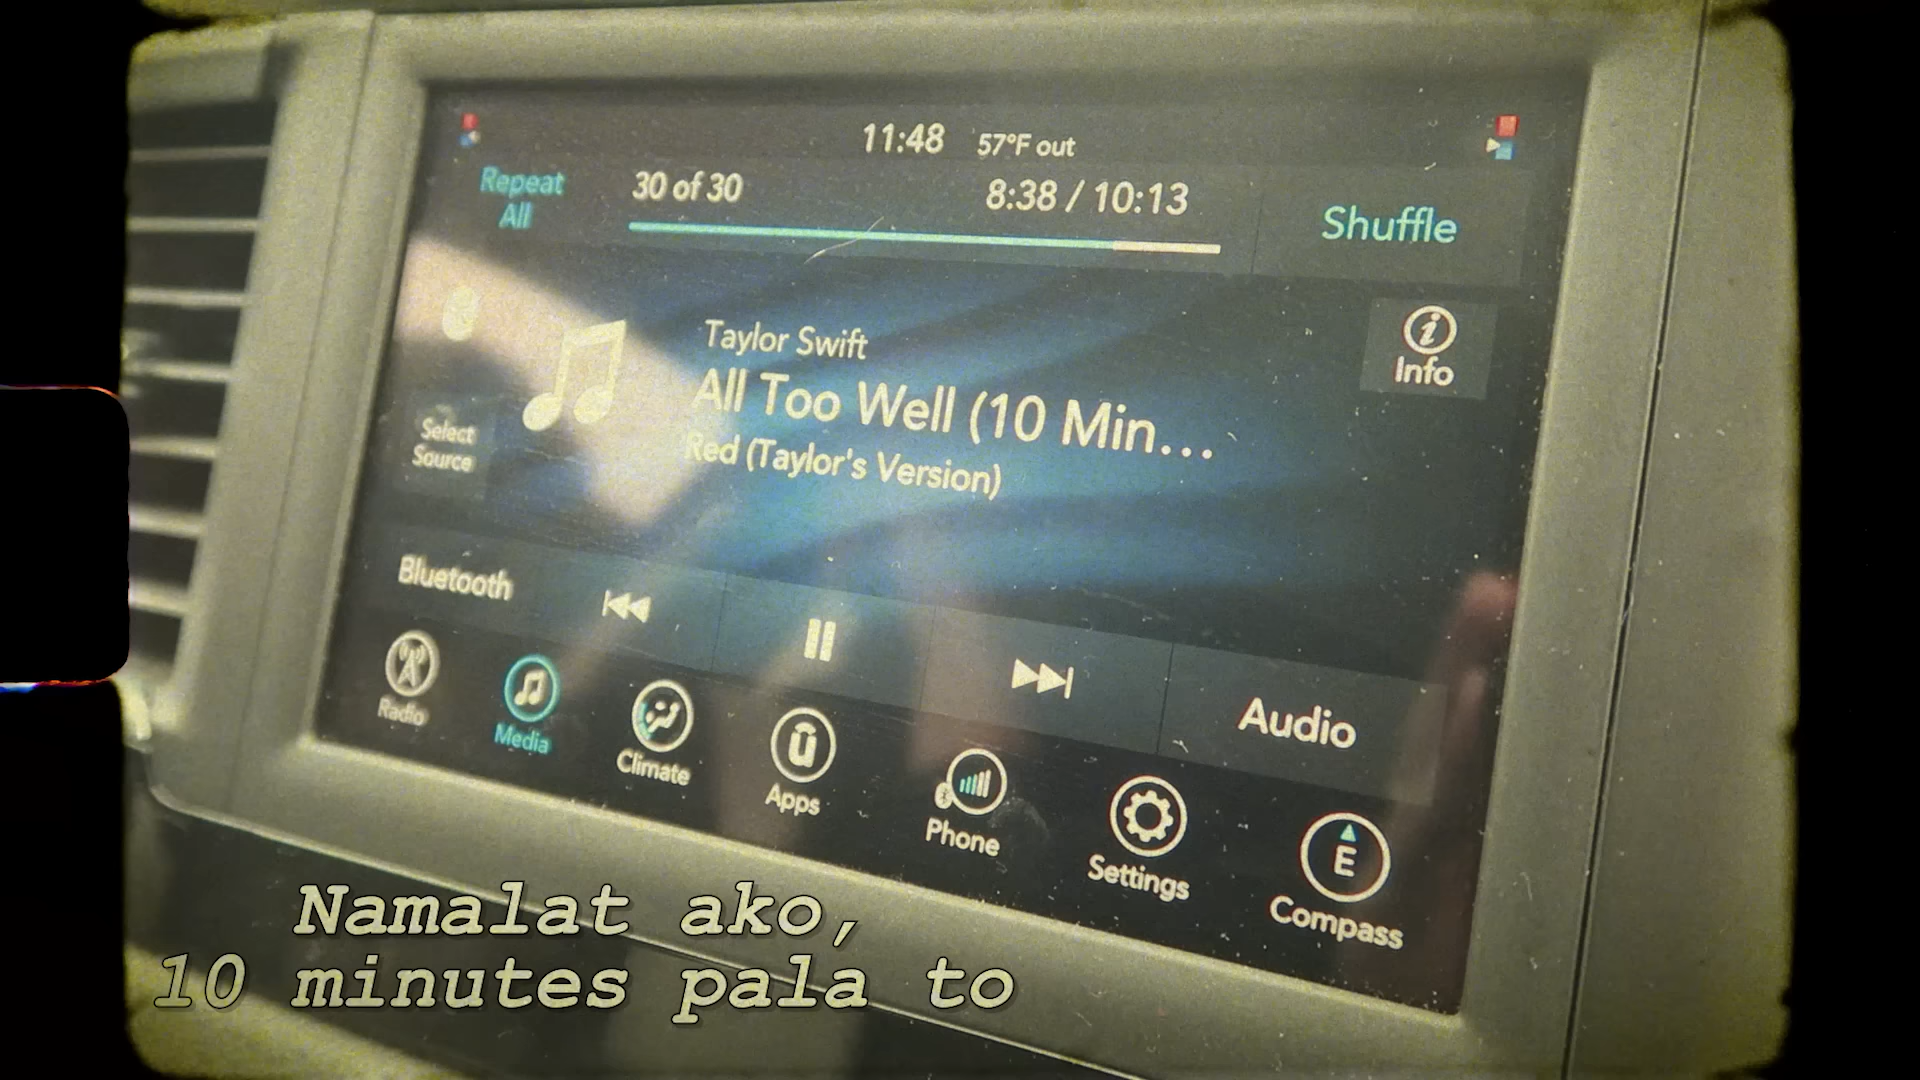 11:48 57°F out
Repeat
All
30 of 30
8:38 / 10:13
Shuffle
Taylor Swift
All Too Well (10 Min...
Red (Taylor's Version)
Info
Select
Source
Bluetooth
Audio
Radio
Media
Climate
Apps
Phone
Settings
E
Compass
Namalat ako,
10 minutes pala to